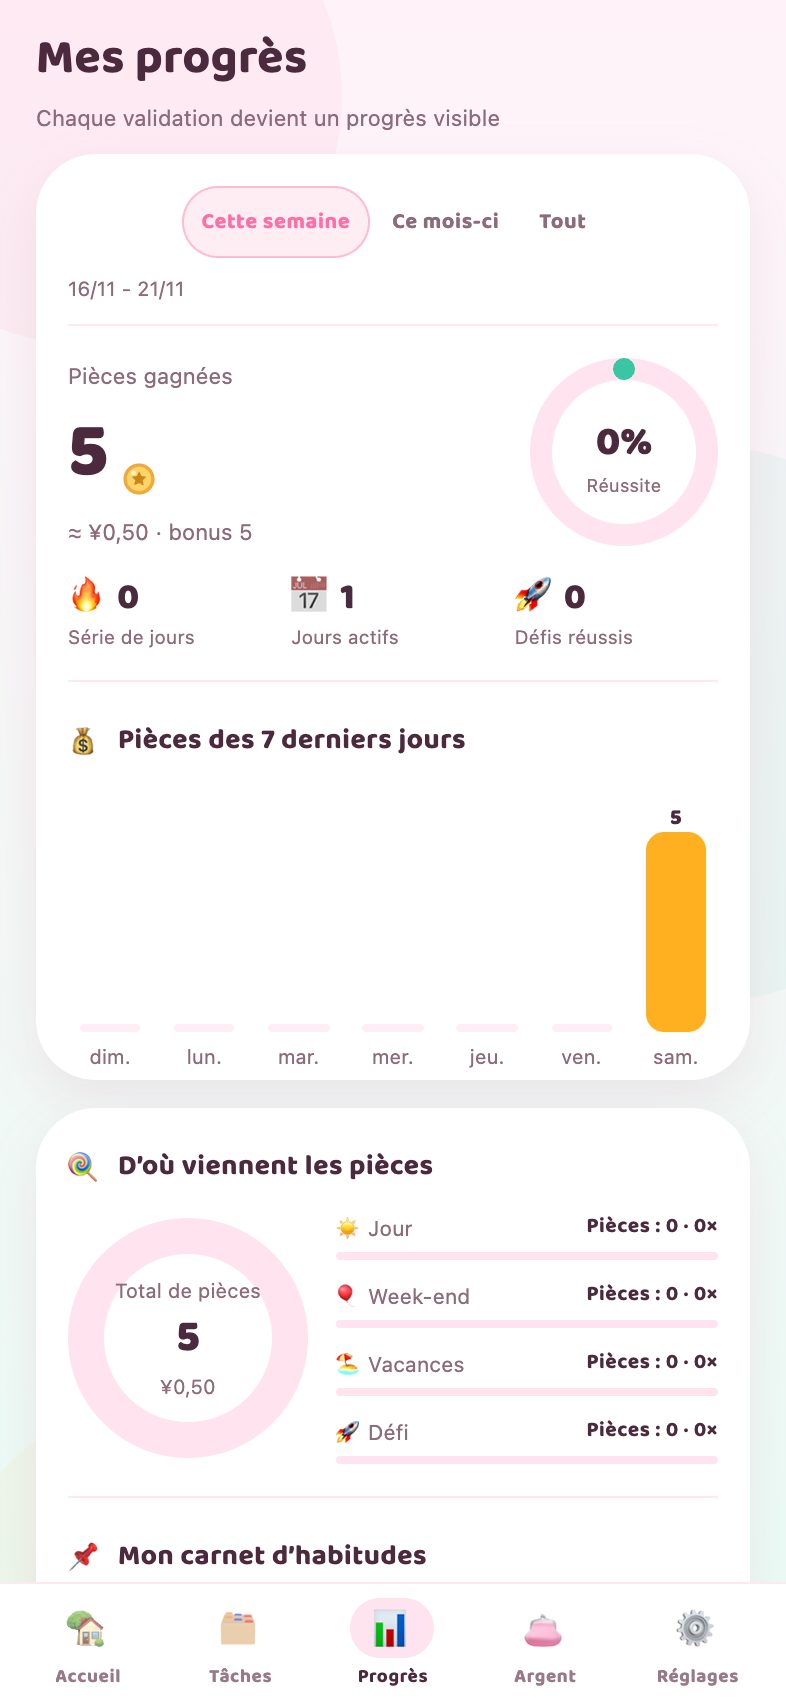 Mes progrès
Chaque validation devient un progrès visible
Cette semaine
Ce mois-ci
Tout
16/11 - 21/11
Pièces gagnées
5
≈ ¥0,50 · bonus 5
0%
Réussite
0
Série de jours
JUL
17
1
Jours actifs
0
Défis réussis
Pièces des 7 derniers jours
5
dim.
lun.
mar.
mer.
jeu.
ven.
sam.
D’où viennent les pièces
Total de pièces
5
¥0,50
Jour
Pièces : 0 · 0×
Week-end
Pièces : 0 · 0×
Vacances
Pièces : 0 · 0×
Défi
Pièces : 0 · 0×
Mon carnet d’habitudes
Accueil
Tâches
Progrès
Argent
Réglages